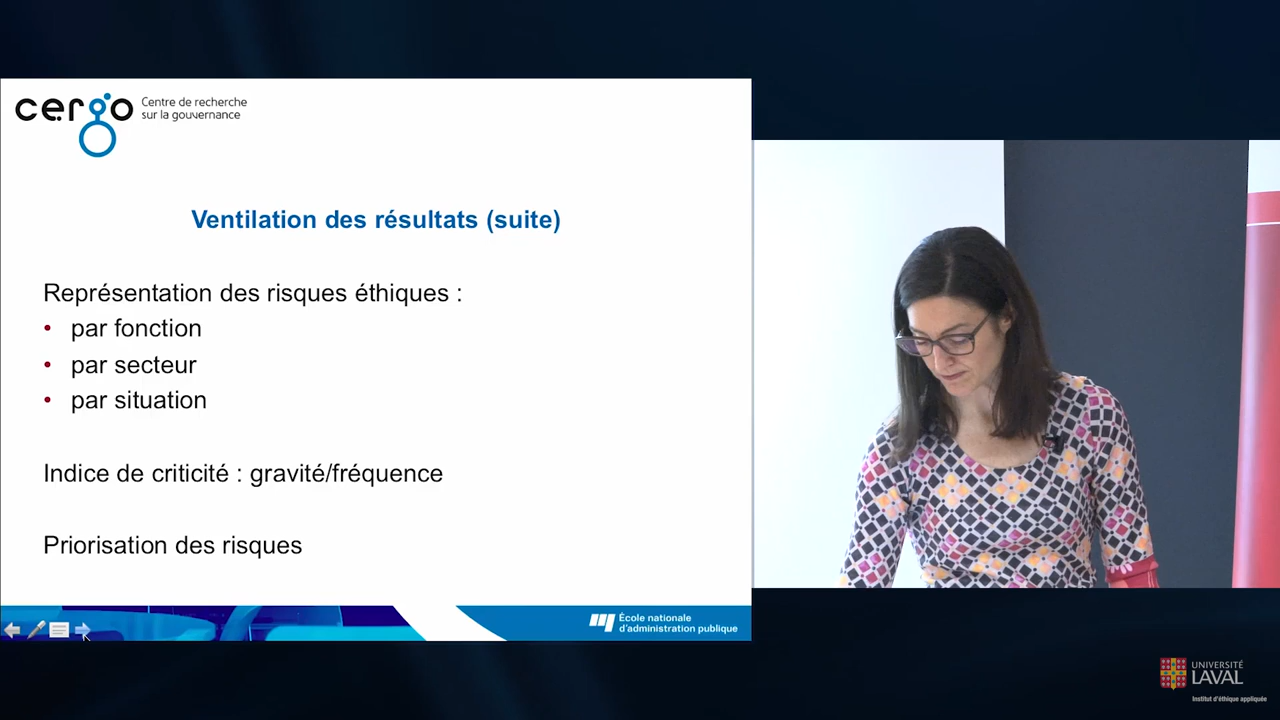 cergo
Centre de recherche
sur la gouvernance
Ventilation des résultats (suite)
Représentation des risques éthiques :
• par fonction
• par secteur
• par situation
Indice de criticité : gravité/fréquence
Priorisation des risques
École nationale
d'administration publique
UNIVERSITÉ
LAVAL
Institut d'éthique appliquée